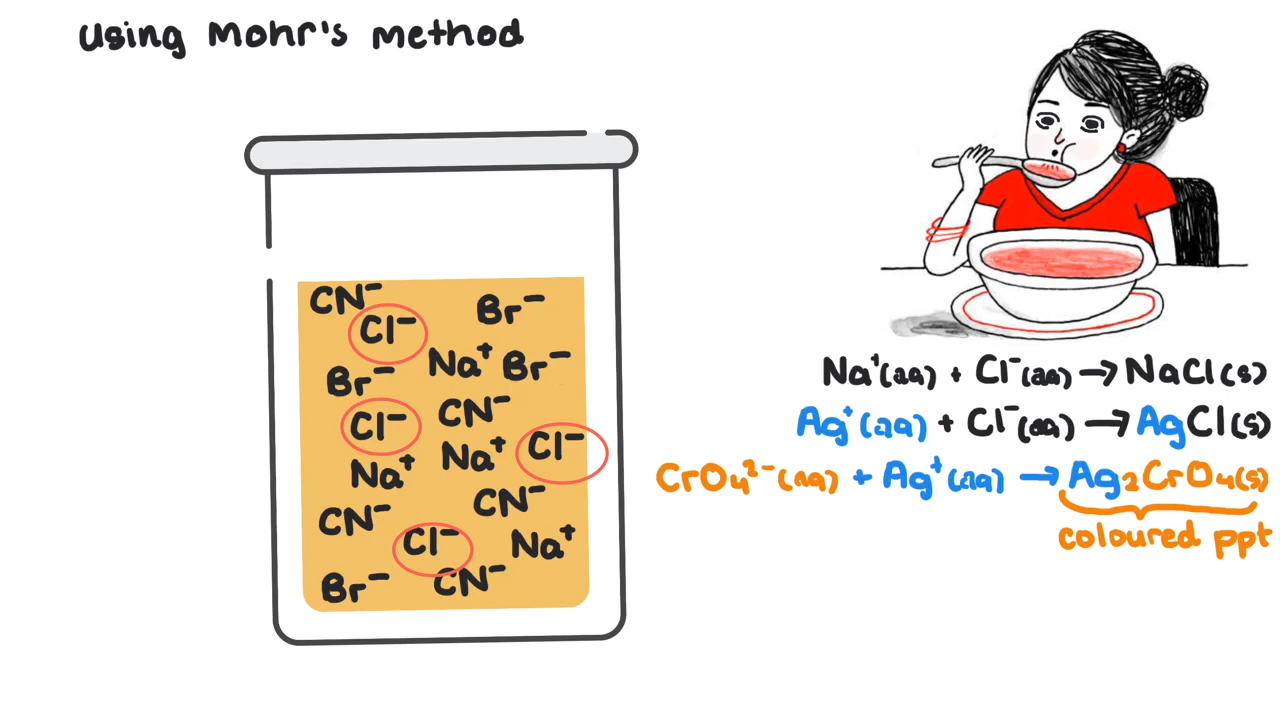 using Mohr's method
CN⁻
Cl⁻
Br⁻
Na⁺ Br⁻
Br⁻
Cl⁻ CN⁻
Na⁺ Cl⁻
Na⁺
CN⁻
CN⁻
Cl⁻ Na⁺
Br⁻ CN⁻
Na⁺(aq) + Cl⁻(aq) → NaCl(s)
Ag⁺(aq) + Cl⁻(aq) → AgCl(s)
CrO₄²⁻(aq) + Ag⁺(aq) → Ag₂CrO₄(s)
coloured ppt